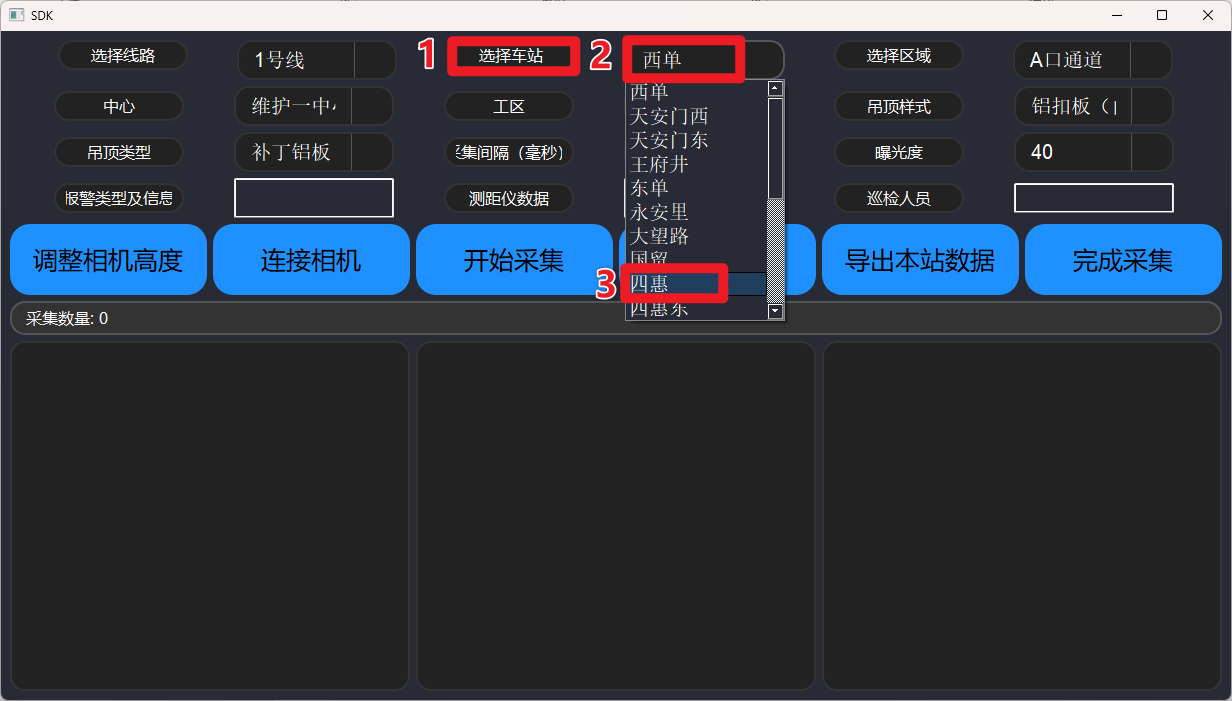 SDK
选择线路
1号线
1
选择车站
2
西单
选择区域
A口通道
中心
维护一中
工区
吊顶样式
铝扣板（
吊顶类型
补丁铝板
采集间隔（毫秒）
曝光度
40
报警类型及信息
测距仪数据
巡检人员
西单
天安门西
天安门东
王府井
东单
永安里
大望路
国贸
3
四惠
四惠东
调整相机高度
连接相机
开始采集
导出本站数据
完成采集
采集数量: 0